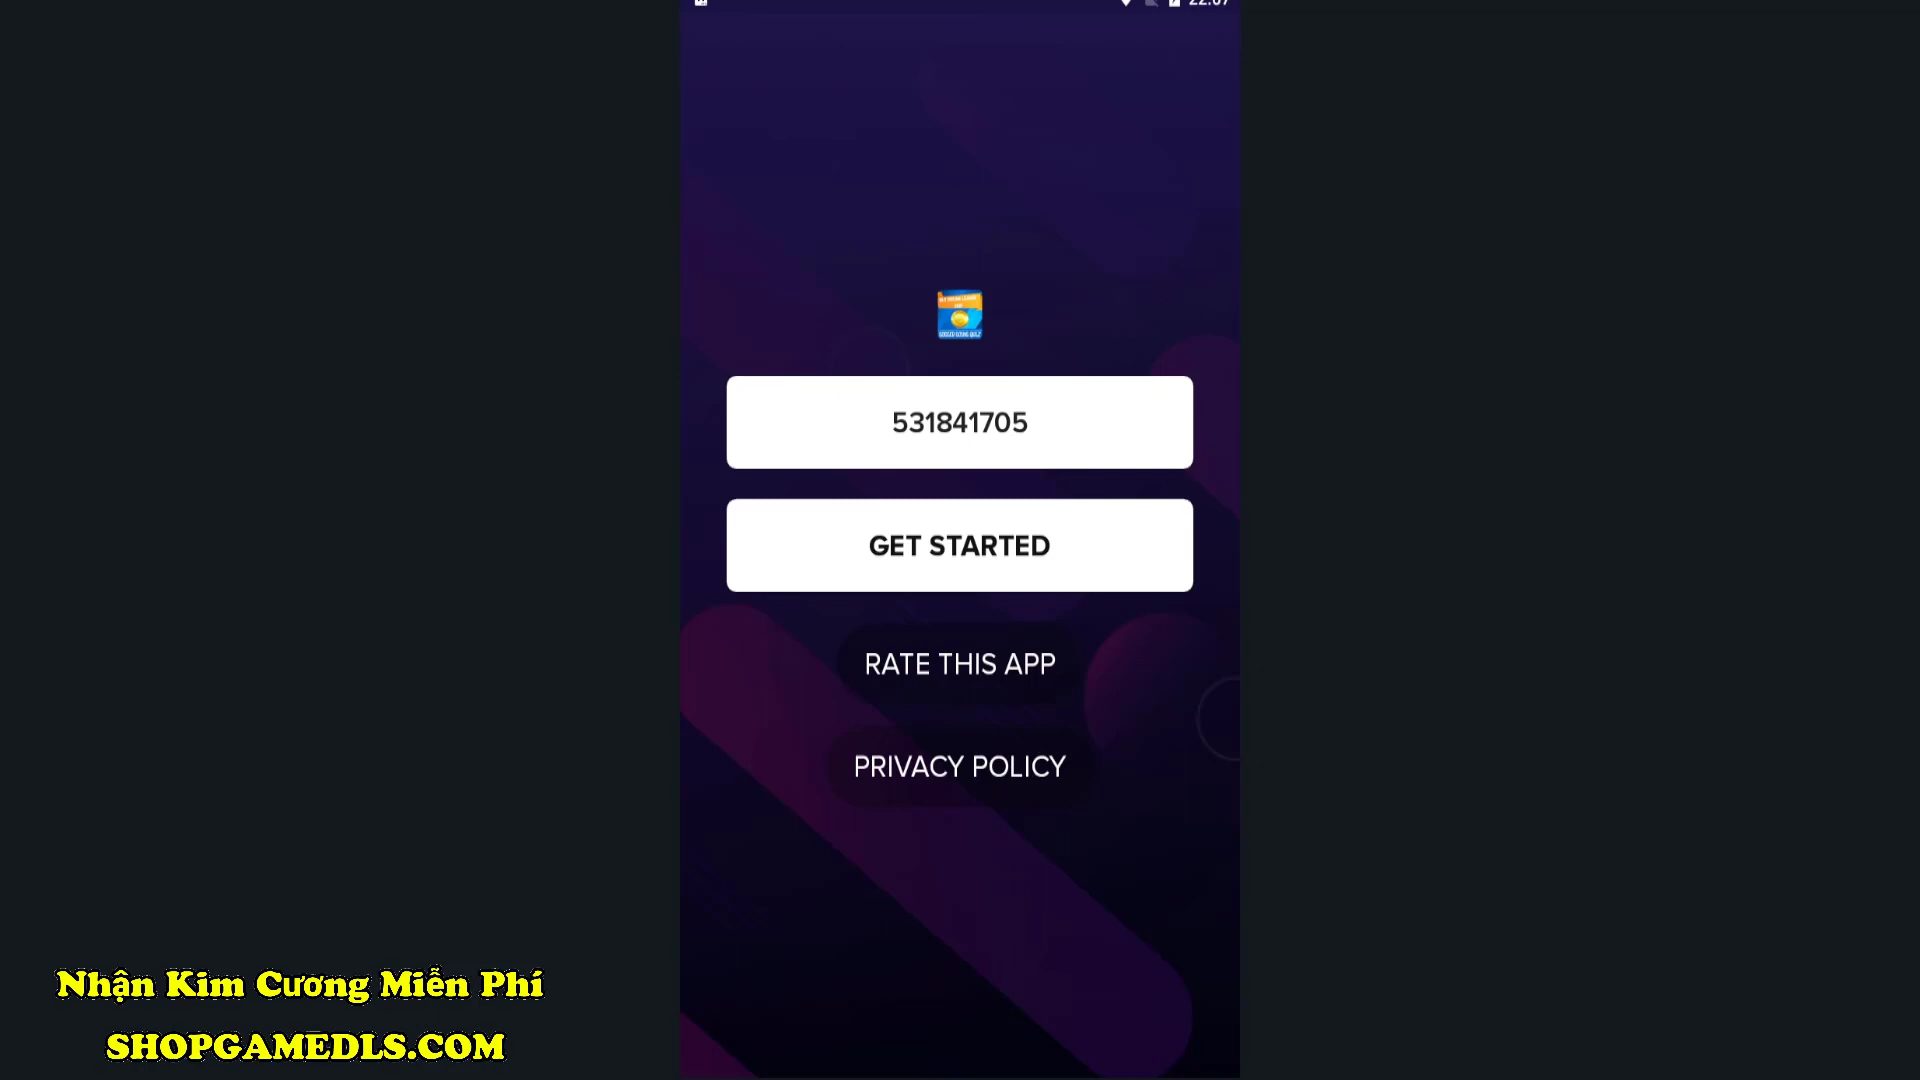 531841705
GET STARTED
RATE THIS APP
PRIVACY POLICY
Nhận Kim Cương Miễn Phí
SHOPGAMEDLS.COM